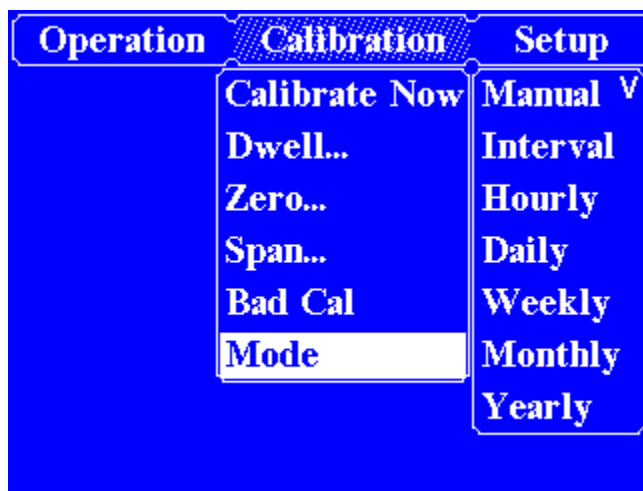 Operation Calibration Setup
Calibrate Now Manual V
Dwell... Interval
Zero... Hourly
Span... Daily
Bad Cal Weekly
Mode Monthly
Yearly